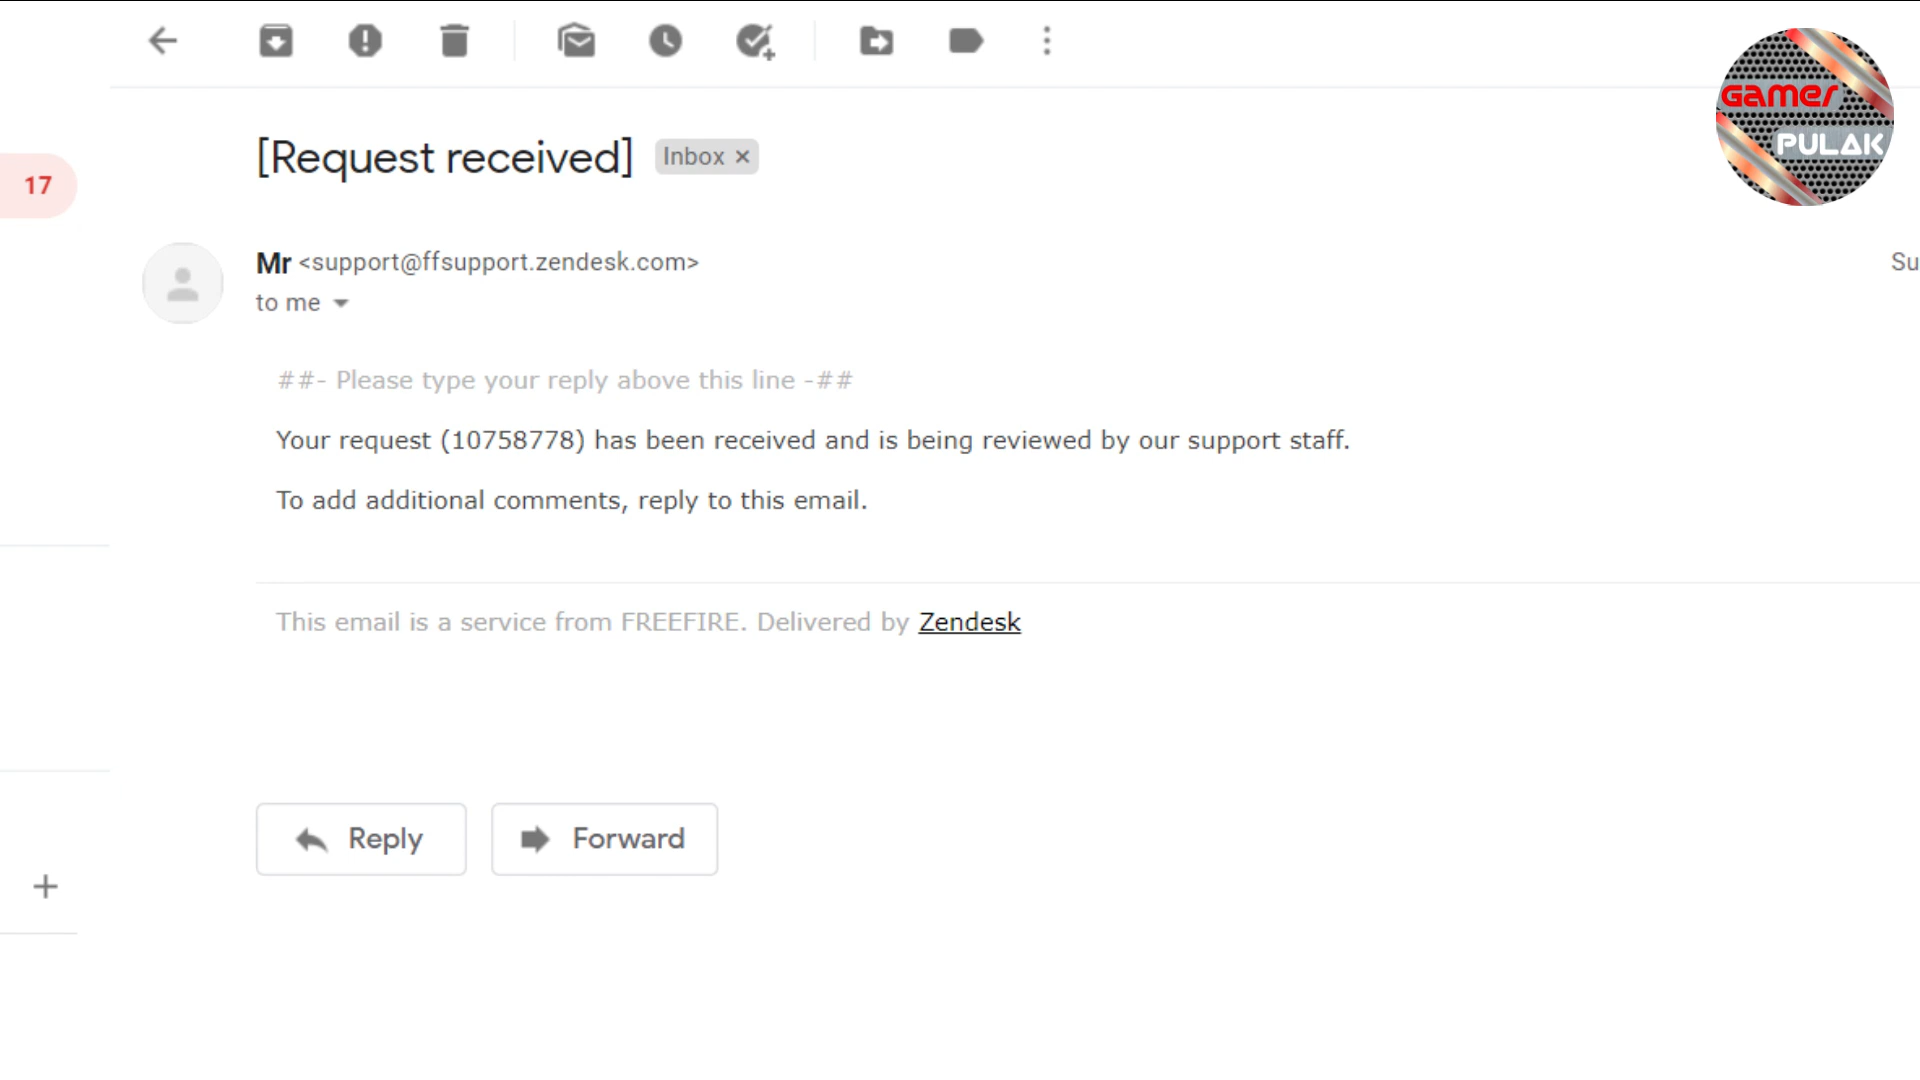 GAMER
PULAK
[Request received] Inbox ×
17
Mr <support@ffsupport.zendesk.com>
Su
to me
##- Please type your reply above this line -##
Your request (10758778) has been received and is being reviewed by our support staff.
To add additional comments, reply to this email.
This email is a service from FREEFIRE. Delivered by Zendesk
Reply
Forward